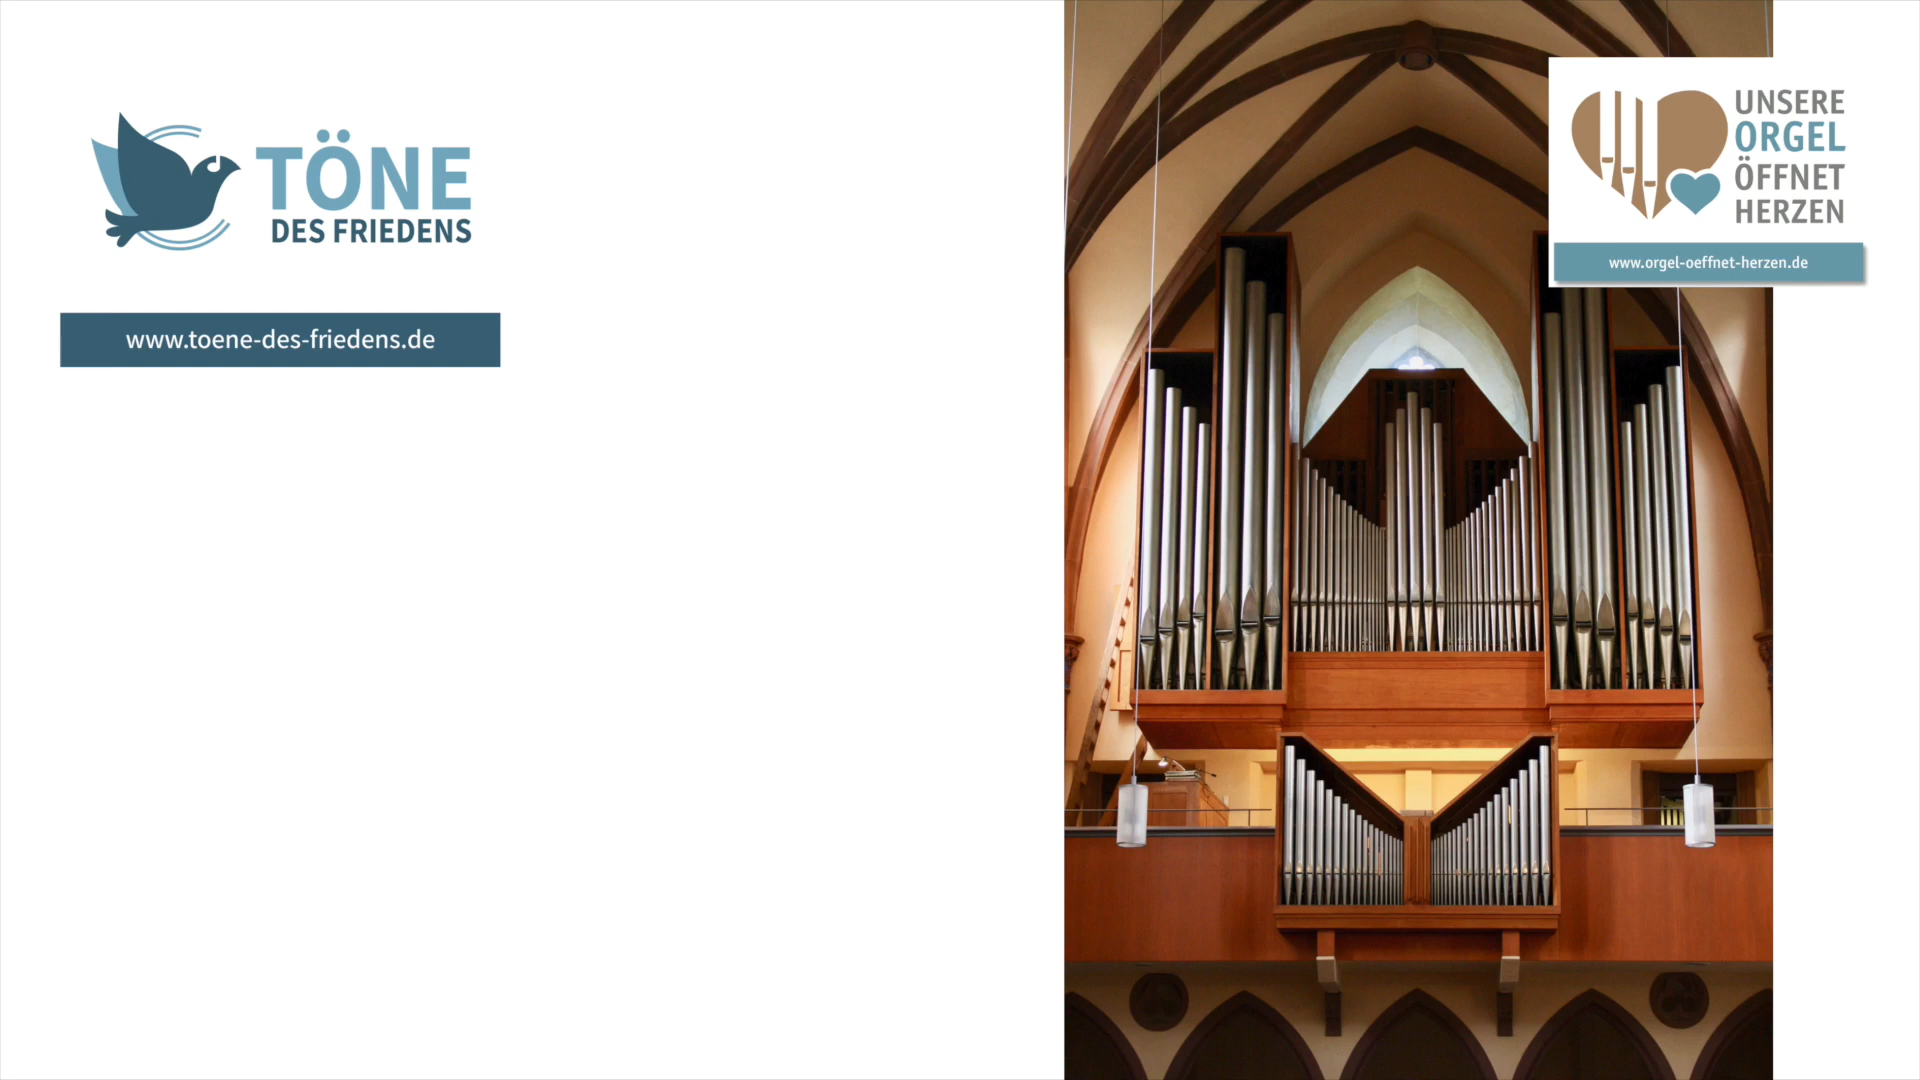 TÖNE
DES FRIEDENS
www.toene-des-friedens.de
UNSERE
ORGEL
ÖFFNET
HERZEN
www.orgel-oeffnet-herzen.de